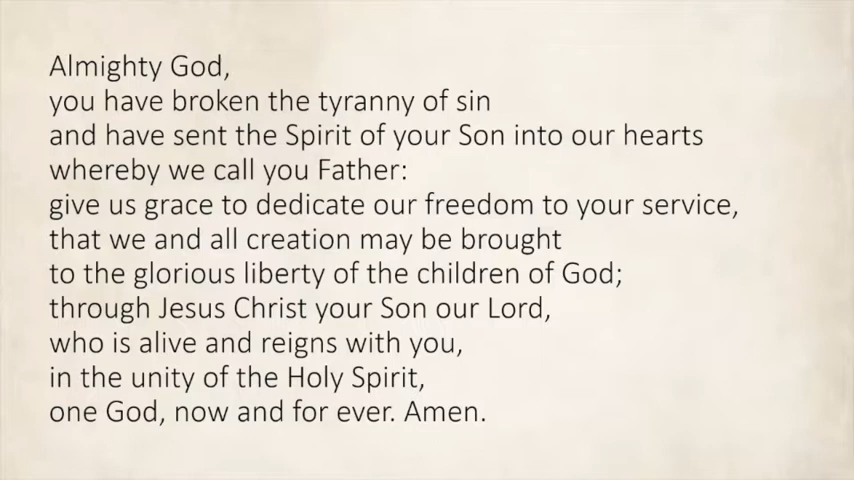 Almighty God,
you have broken the tyranny of sin
and have sent the Spirit of your Son into our hearts
whereby we call you Father:
give us grace to dedicate our freedom to your service,
that we and all creation may be brought
to the glorious liberty of the children of God;
through Jesus Christ your Son our Lord,
who is alive and reigns with you,
in the unity of the Holy Spirit,
one God, now and for ever. Amen.